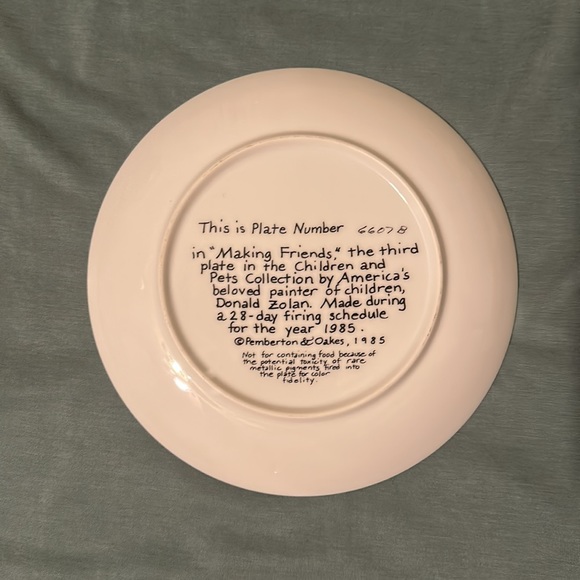 This is Plate Number 6607B
in "Making Friends," the third
plate in the Children and
Pets Collection by America's
beloved painter of children,
Donald Zolan. Made during
a 28-day firing schedule
for the year 1985.
©Pemberton & Oakes, 1985
Not for containing food because of
the potential toxicity of rare
metallic pigments fired into
the plate for color
fidelity.